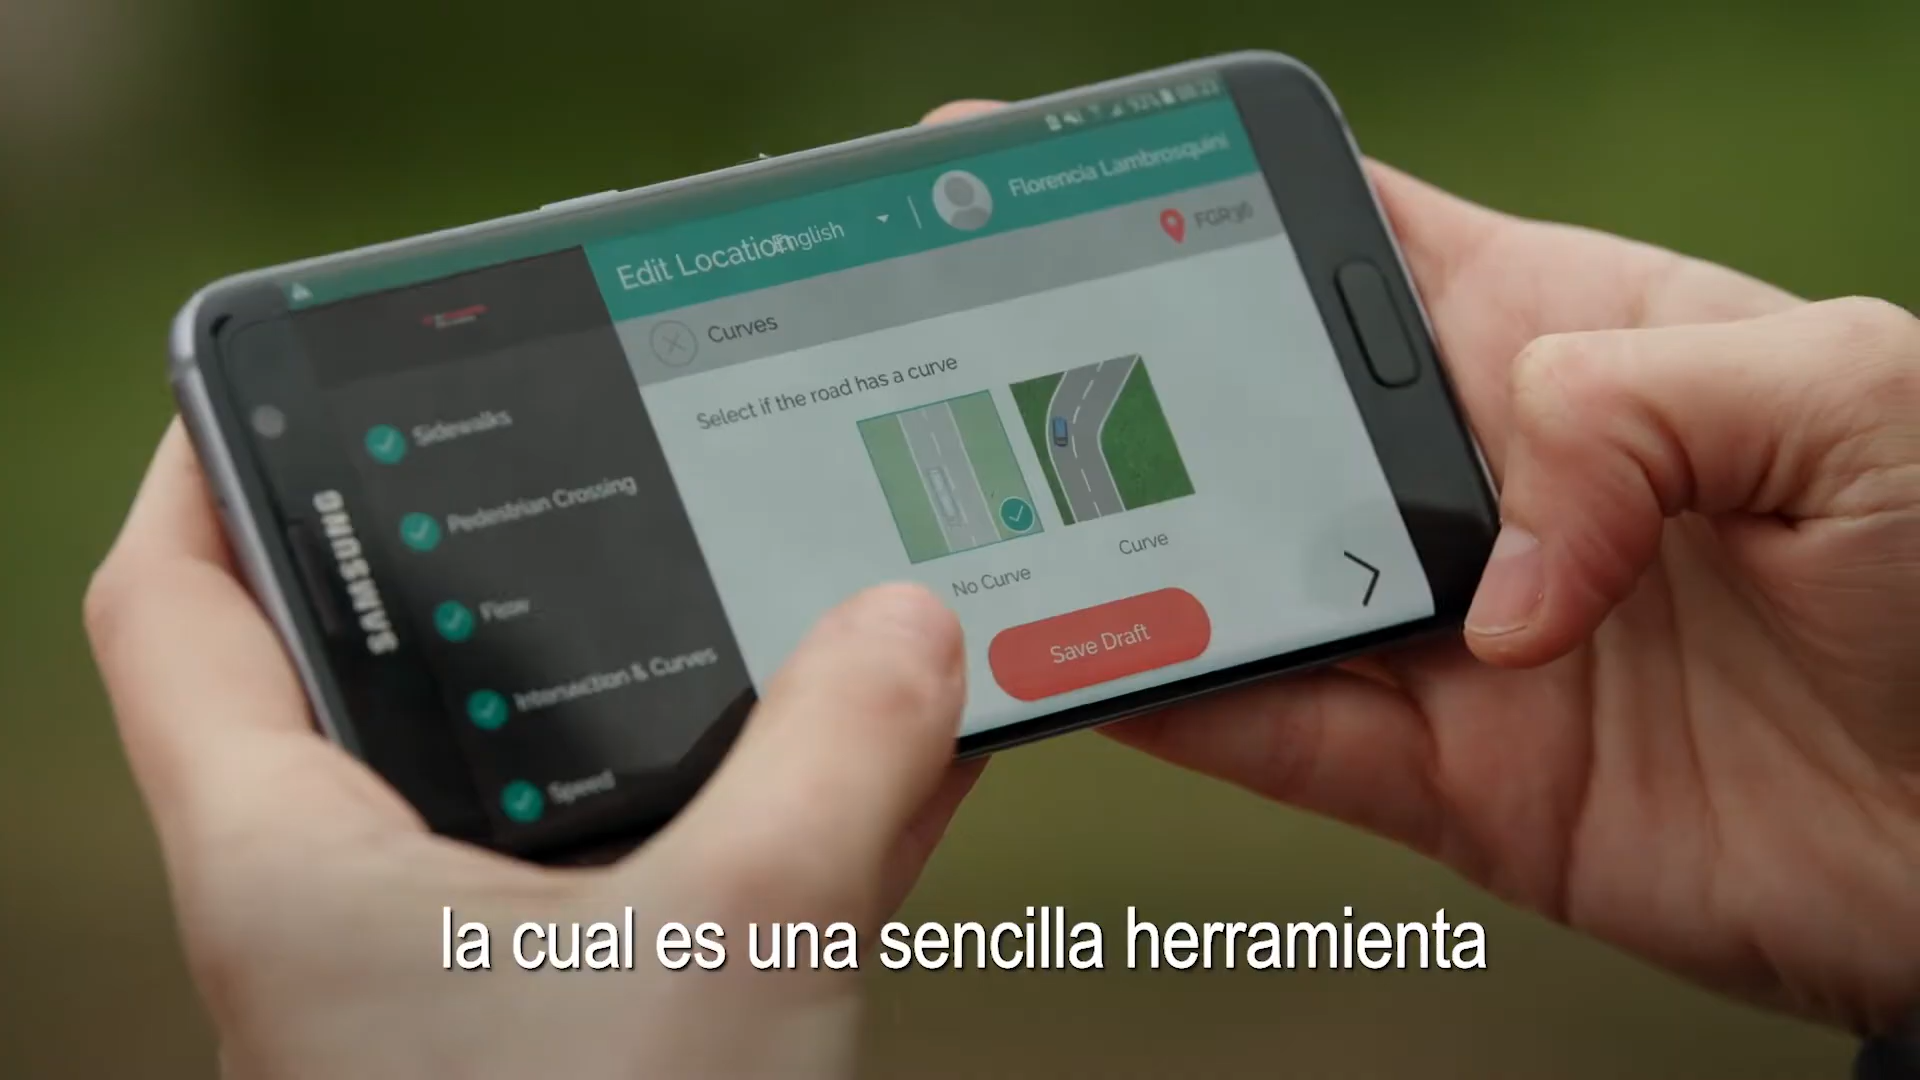 Edit Location
English
Florencia Lambrosquini
Curves
Select if the road has a curve
No Curve
Curve
Save Draft
Sidewalks
Pedestrian Crossing
Flow
Intersection & Curves
Speed
SAMSUNG
la cual es una sencilla herramienta